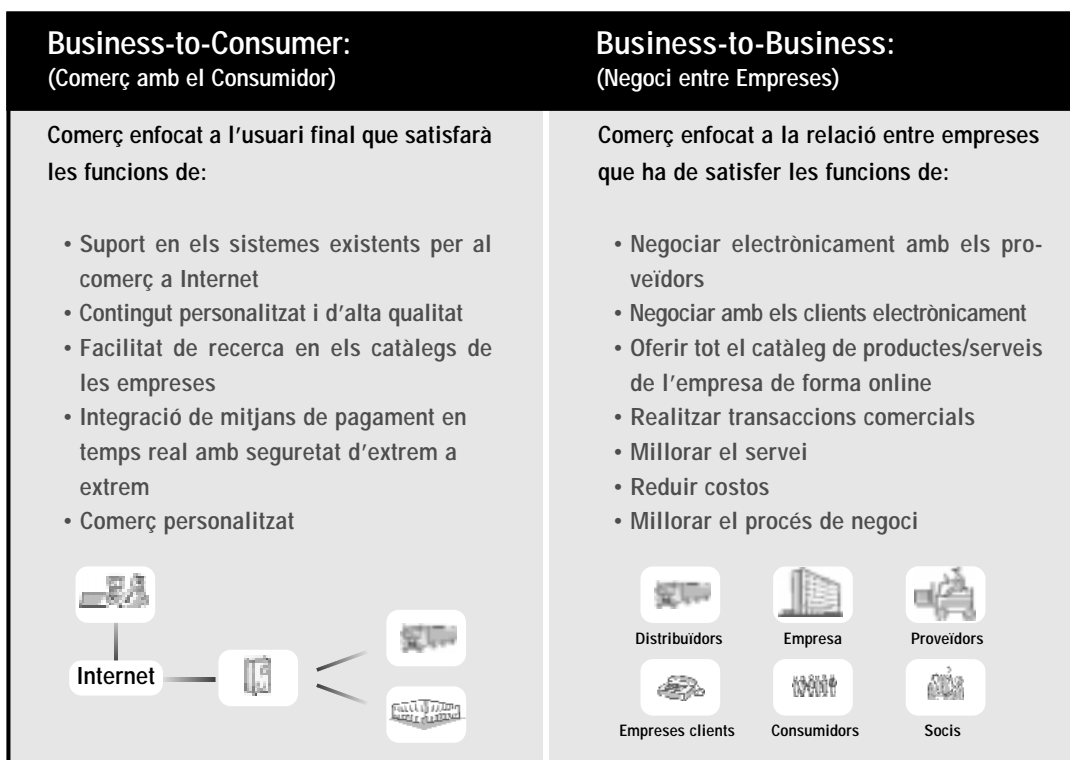 Business-to-Consumer:
(Comerç amb el Consumidor)
Comerç enfocat a l'usuari final que satisfarà
les funcions de:
• Suport en els sistemes existents per al
comerç a Internet
• Contingut personalitzat i d'alta qualitat
• Facilitat de recerca en els catàlegs de
les empreses
• Integració de mitjans de pagament en
temps real amb seguretat d'extrem a
extrem
• Comerç personalitzat
Internet
Business-to-Business:
(Negoci entre Empreses)
Comerç enfocat a la relació entre empreses
que ha de satisfer les funcions de:
• Negociar electrònicament amb els pro-
veïdors
• Negociar amb els clients electrònicament
• Oferir tot el catàleg de productes/serveis
de l'empresa de forma online
• Realitzar transaccions comercials
• Millorar el servei
• Reduir costos
• Millorar el procés de negoci
Distribuïdors
Empresa
Proveïdors
Empreses clients
Consumidors
Socis